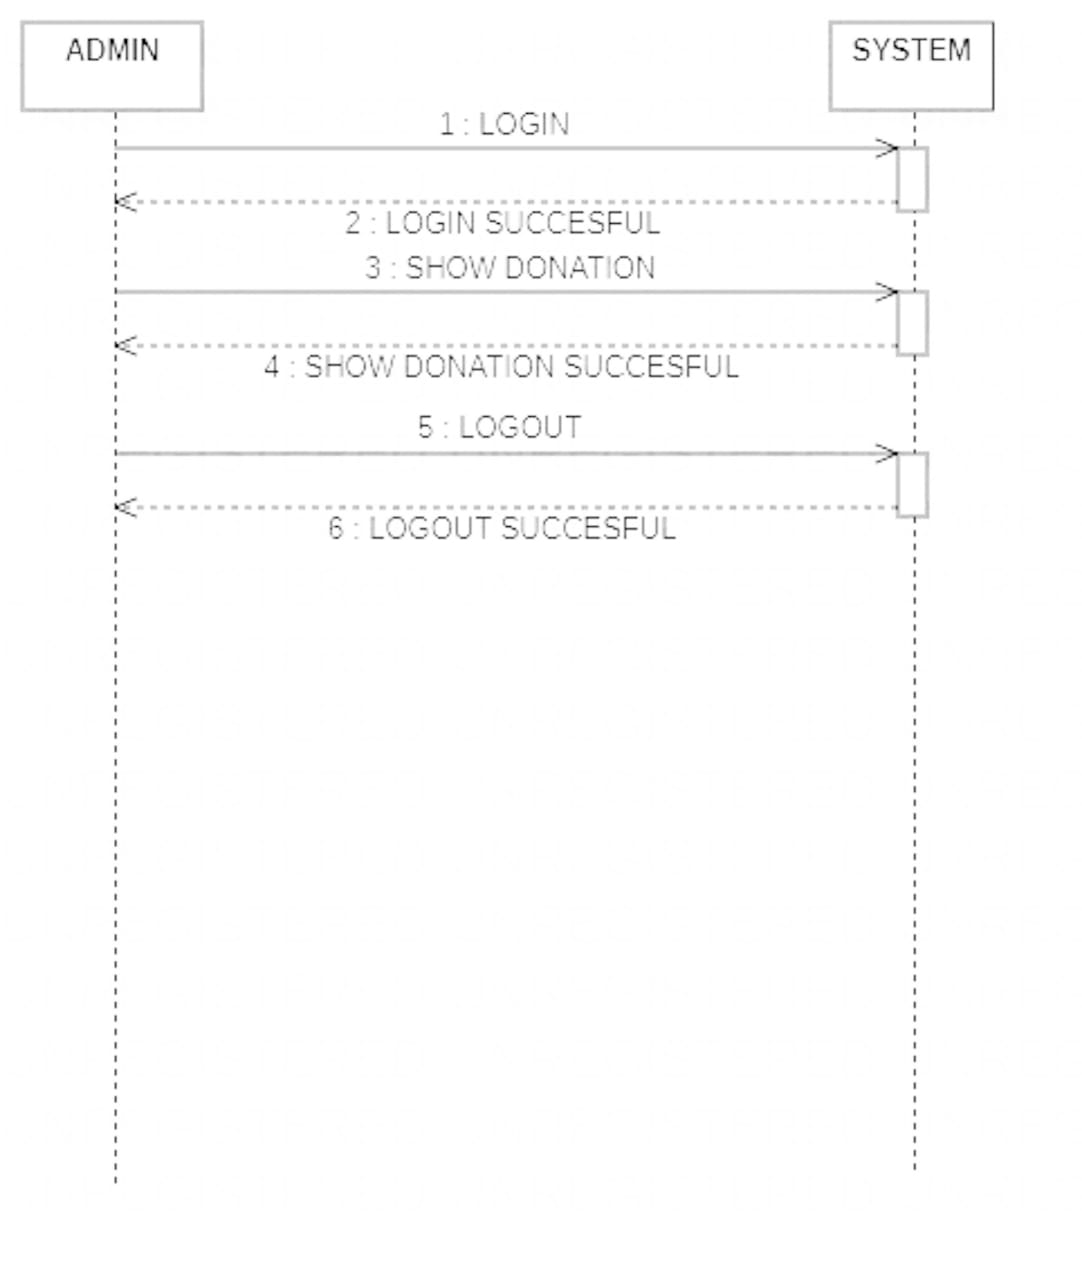 ADMIN
SYSTEM
1 : LOGIN
2 : LOGIN SUCCESFUL
3 : SHOW DONATION
4 : SHOW DONATION SUCCESFUL
5 : LOGOUT
6 : LOGOUT SUCCESFUL